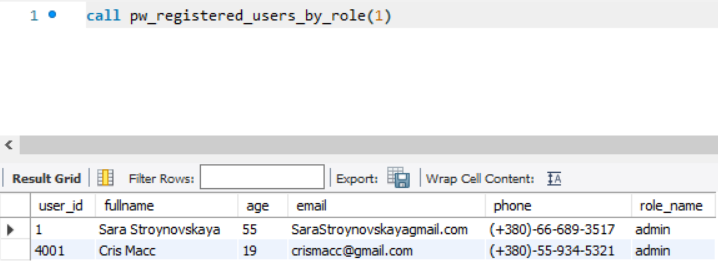 1 call pw_registered_users_by_role(1)
Result Grid Filter Rows: Export: Wrap Cell Content: IA
user_id fullname age email phone role_name
1 Sara Stroynovskaya 55 SaraStroynovskayagmail.com (+380)-66-689-3517 admin
4001 Cris Macc 19 crismacc@gmail.com (+380)-55-934-5321 admin